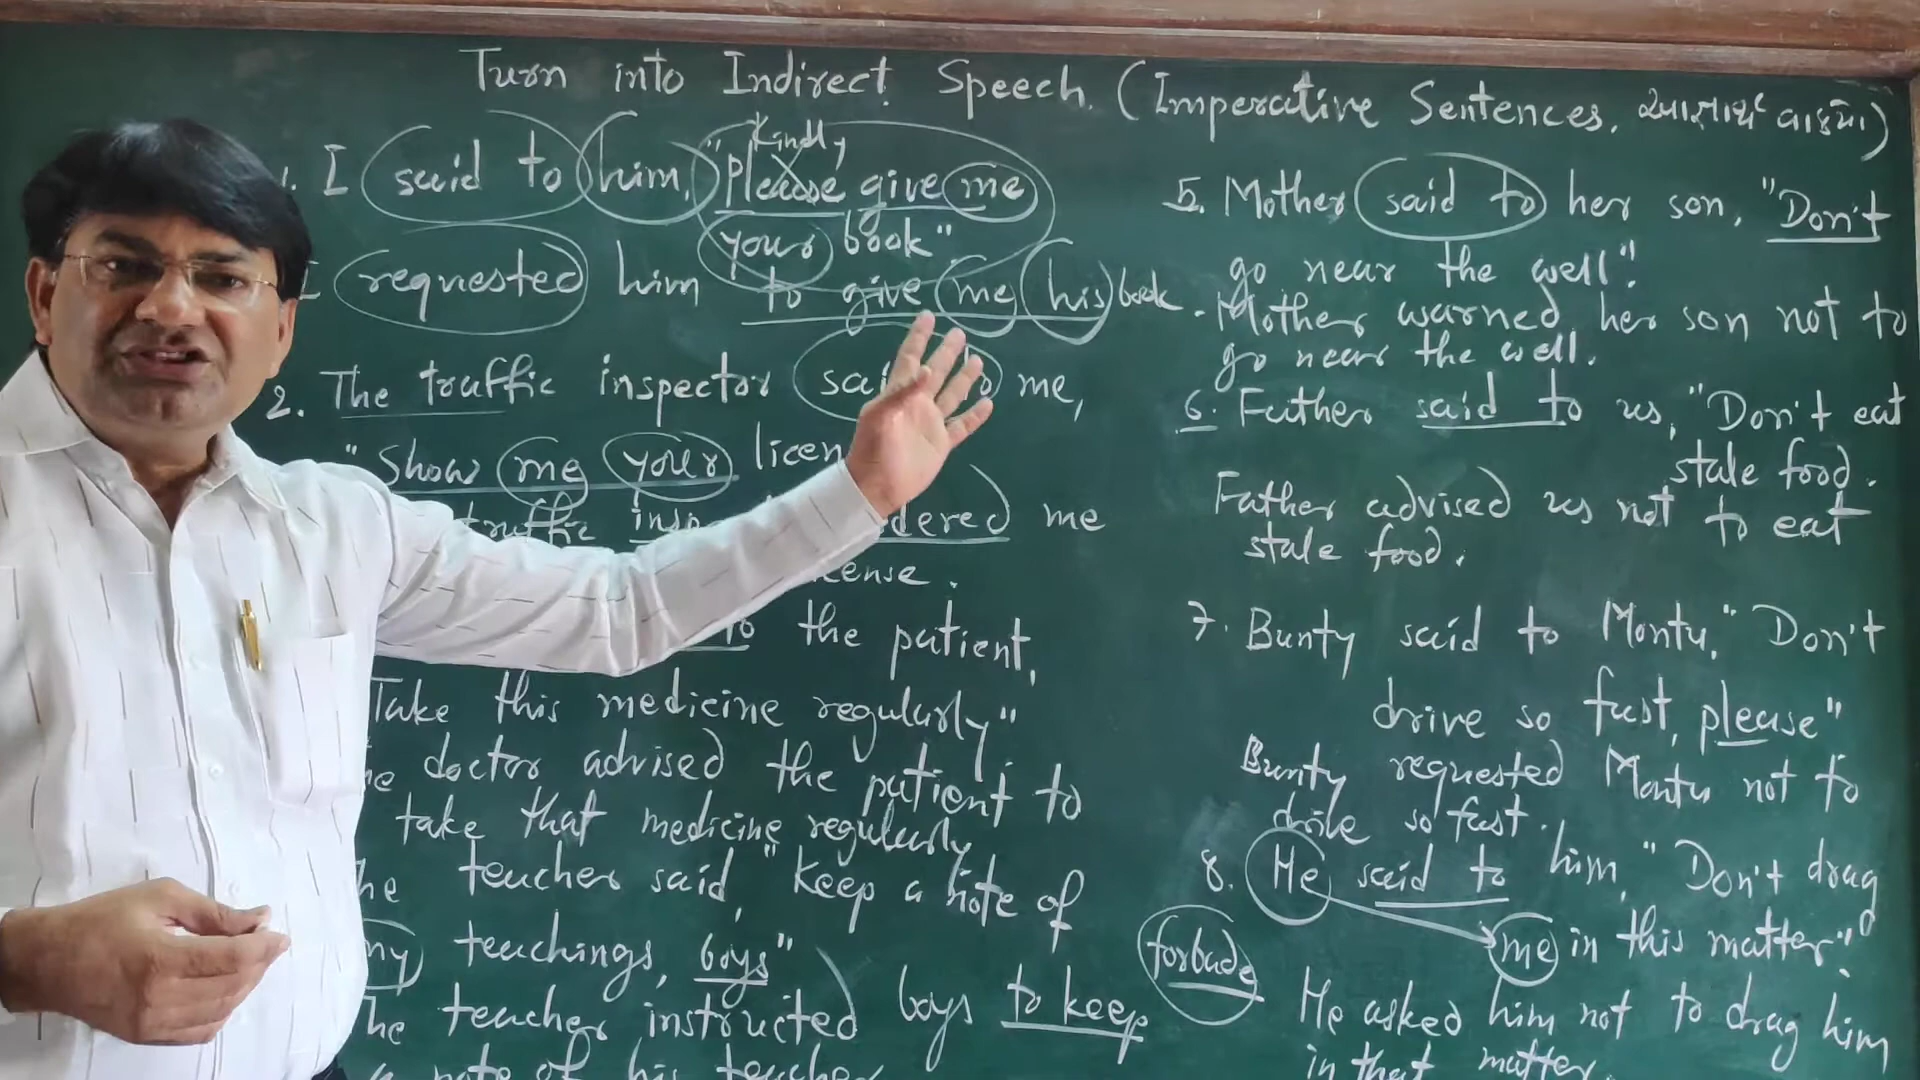 Turn into Indirect Speech. (Imperative Sentences. આજ્ઞાર્થ વાક્યો)
1. I said to him, "Please give me
Kindly,
your book"
I requested him to give me his book.
2. The traffic inspector said to me,
"Show me your
traffic me
license.
to the patient,
Take this medicine regularly"
doctor advised the patient to
take that medicine regularly
teacher said, "Keep a note of
my teachings, boys"
The teacher instructed boys to keep
a note of his
5. Mother said to her son, "Don't
go near the well".
Mother warned her son not to
go near the well.
6. Father said to us, "Don't eat
stale food.
Father advised us not to eat
stale food.
7. Bunty said to Montu, "Don't
drive so fast, please"
Bunty requested Montu not to
drive so fast.
8. He said to him, "Don't drag
me in this matter".
forbade
He asked him not to drag him
in that matter.